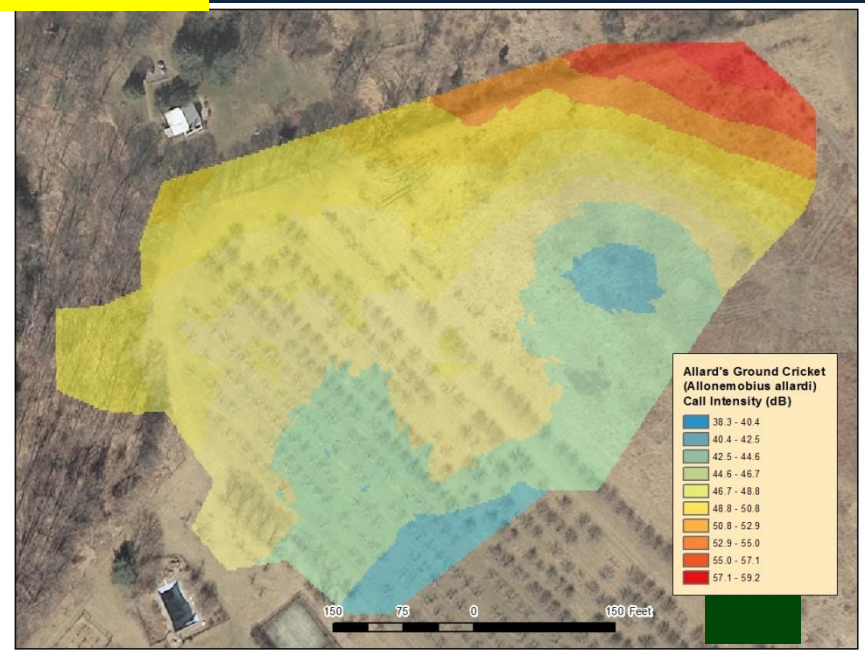 Allard's Ground Cricket
(Allonemobius allardi)
Call Intensity (dB)
38.3 - 40.4
40.4 - 42.5
42.5 - 44.6
44.6 - 46.7
46.7 - 48.8
48.8 - 50.8
50.8 - 52.9
52.9 - 55.0
55.0 - 57.1
57.1 - 59.2
150 75 0 150 Feet